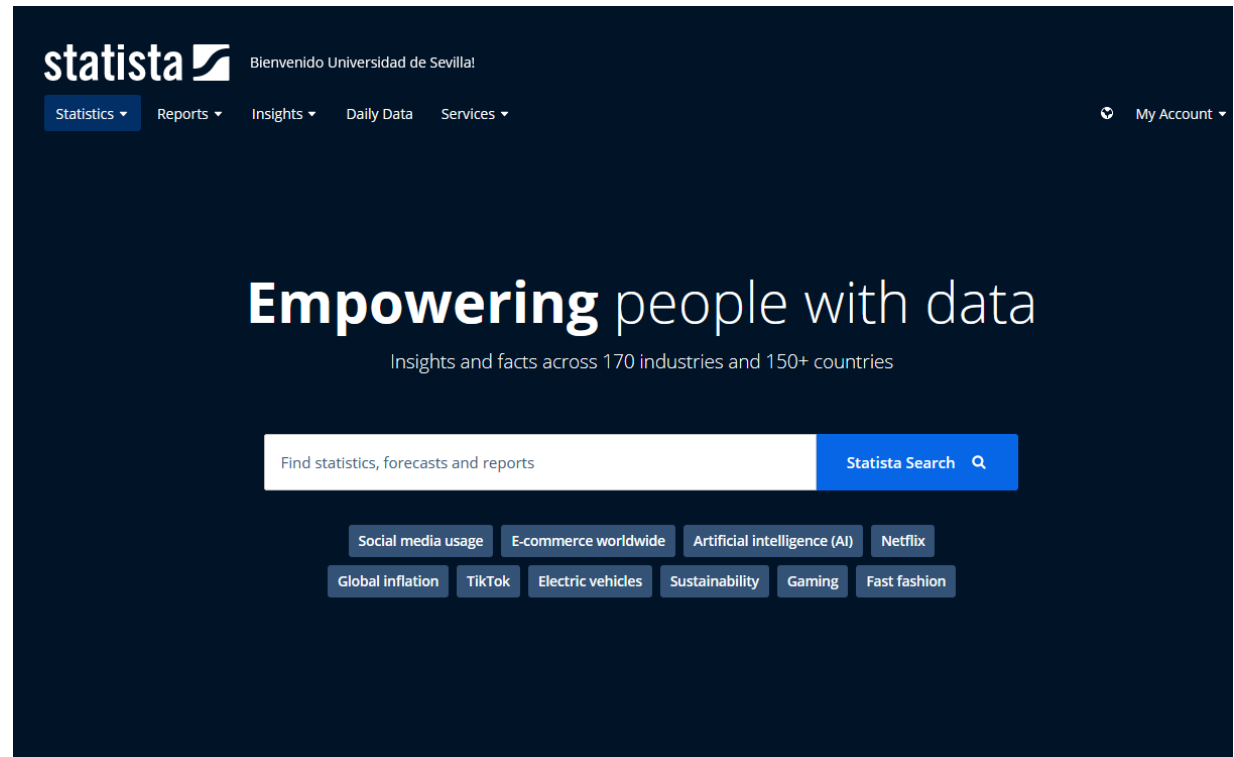 statista Bienvenido Universidad de Sevilla!
Statistics Reports Insights Daily Data Services My Account
Empowering people with data
Insights and facts across 170 industries and 150+ countries
Find statistics, forecasts and reports Statista Search
Social media usage E-commerce worldwide Artificial intelligence (AI) Netflix
Global inflation TikTok Electric vehicles Sustainability Gaming Fast fashion